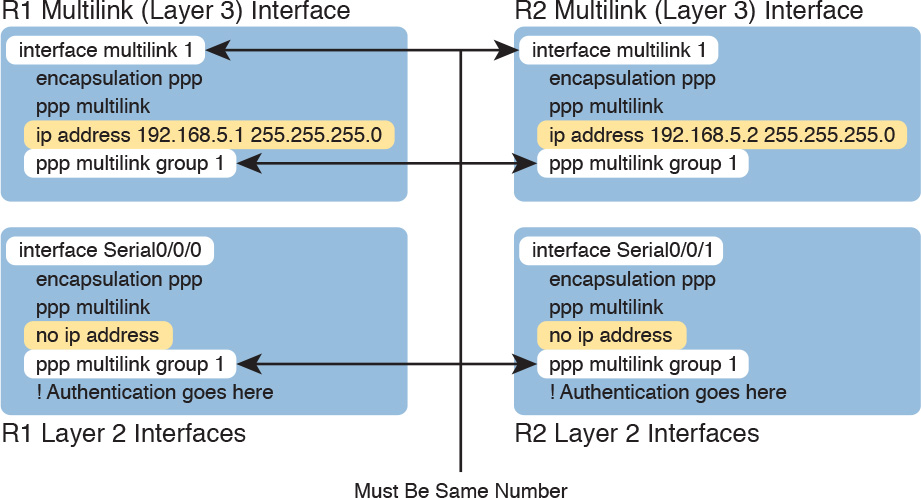 R1 Multilink (Layer 3) Interface
interface multilink 1
encapsulation ppp
ppp multilink
ip address 192.168.5.1 255.255.255.0
ppp multilink group 1
interface Serial0/0/0
encapsulation ppp
ppp multilink
no ip address
ppp multilink group 1
! Authentication goes here
R1 Layer 2 Interfaces
R2 Multilink (Layer 3) Interface
interface multilink 1
encapsulation ppp
ppp multilink
ip address 192.168.5.2 255.255.255.0
ppp multilink group 1
interface Serial0/0/1
encapsulation ppp
ppp multilink
no ip address
ppp multilink group 1
! Authentication goes here
R2 Layer 2 Interfaces
Must Be Same Number